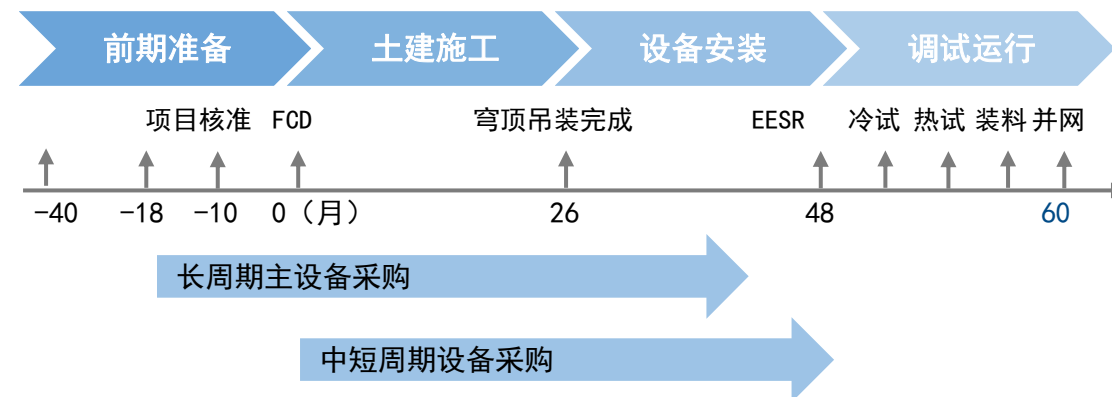 前期准备 土建施工 设备安装 调试运行
项目核准 FCD 穹顶吊装完成 EESR 冷试 热试 装料 并网
-40 -18 -10 0（月） 26 48 60
长周期主设备采购
中短周期设备采购